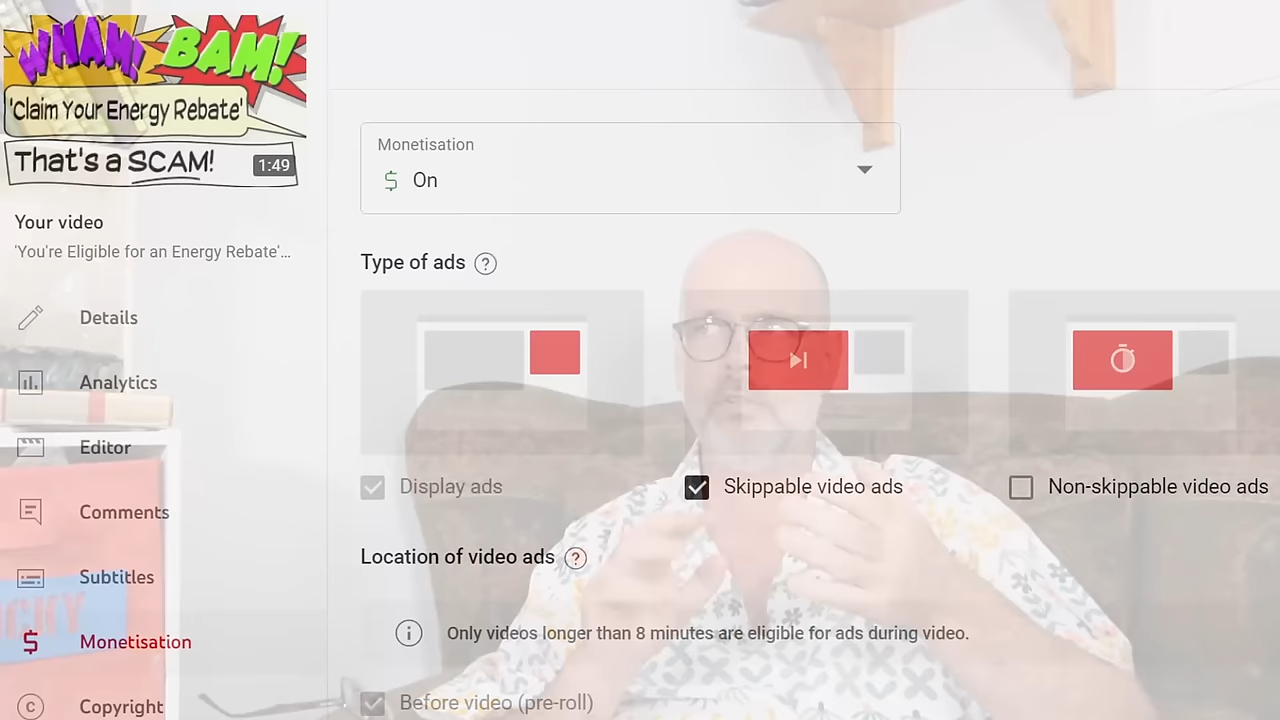 WHAM!
BAM!
'Claim Your Energy Rebate'
That's a SCAM!
1:49
Your video
'You're Eligible for an Energy Rebate'...
Details
Analytics
Editor
Comments
Subtitles
Monetisation
Copyright
Monetisation
On
Type of ads
Display ads
Skippable video ads
Non-skippable video ads
Location of video ads
Only videos longer than 8 minutes are eligible for ads during video.
Before video (pre-roll)